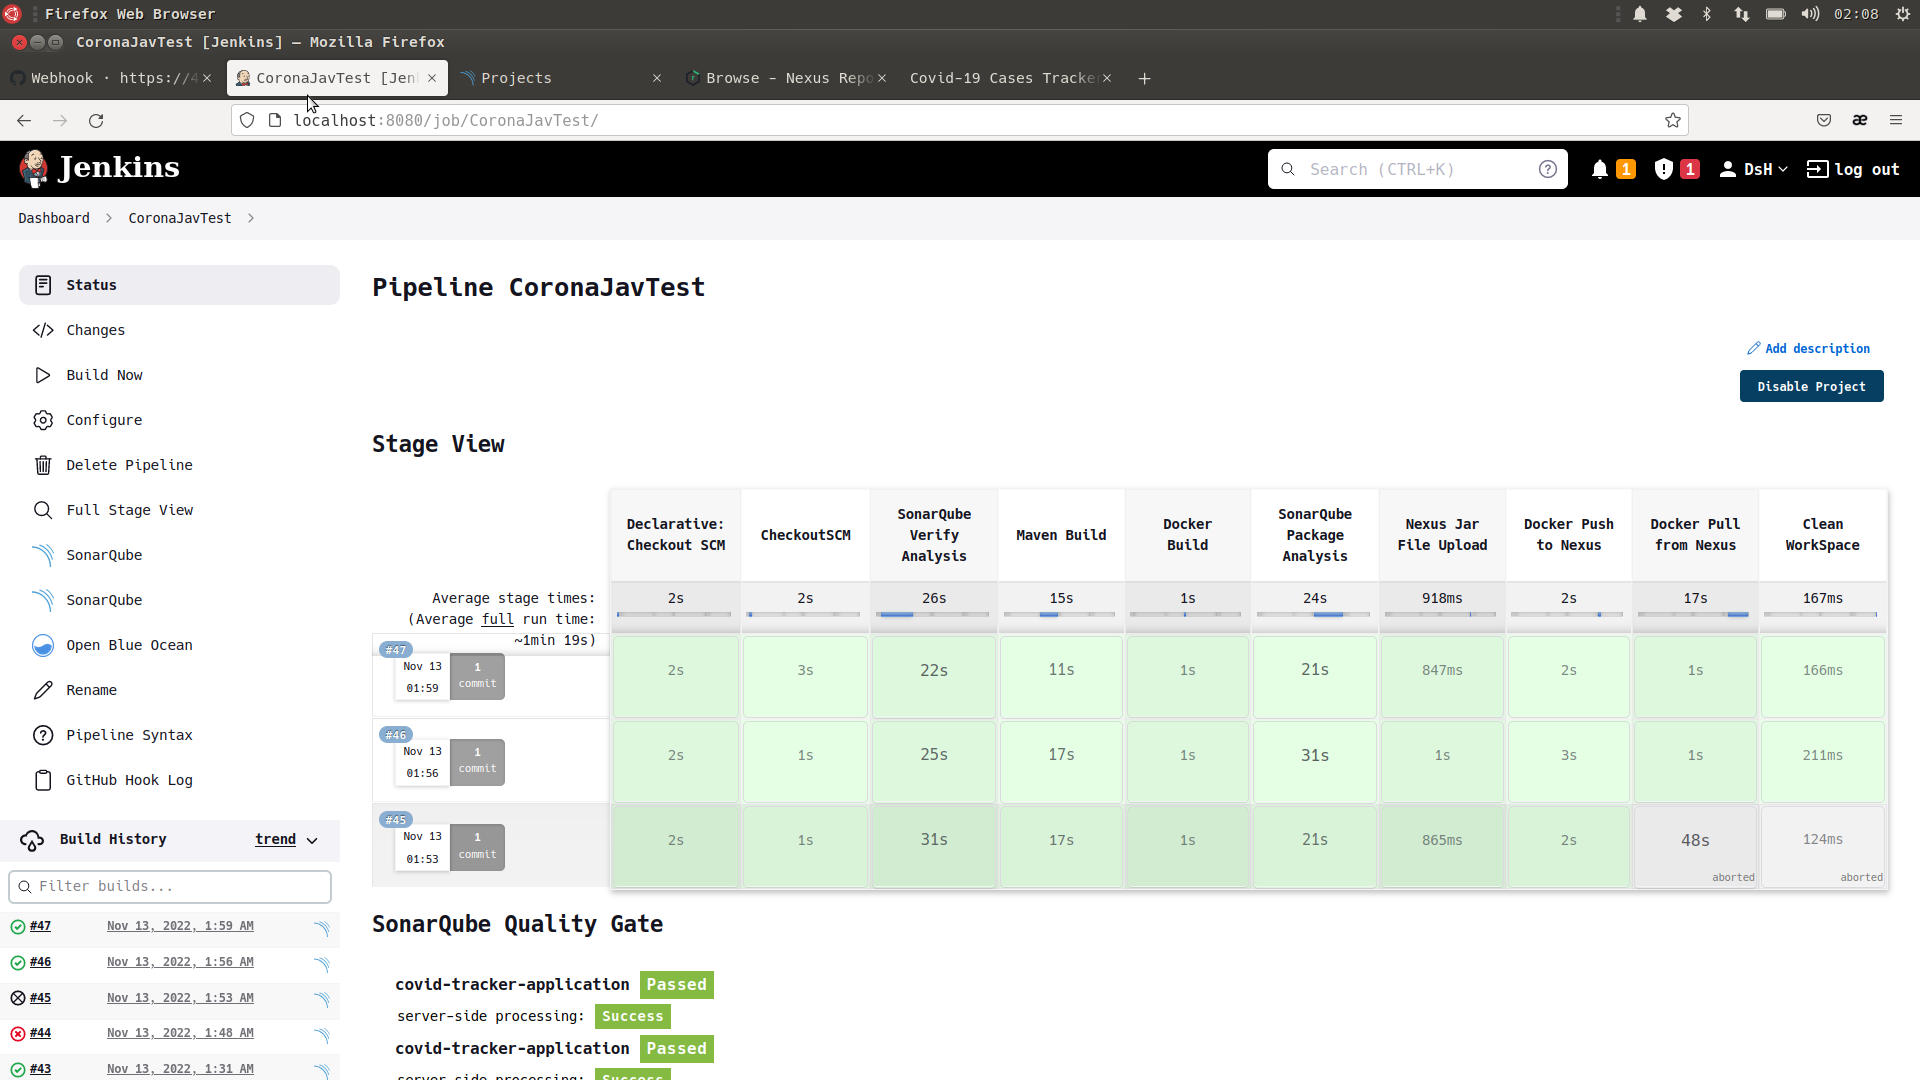 Firefox Web Browser
02:08
CoronaJavTest [Jenkins] — Mozilla Firefox
Webhook · https://4
CoronaJavTest [Jen
Projects
Browse - Nexus Repo
Covid-19 Cases Tracke
localhost:8080/job/CoronaJavTest/
Jenkins
Search (CTRL+K)
1
1
DsH
log out
Dashboard
CoronaJavTest
Status
Changes
Build Now
Configure
Delete Pipeline
Full Stage View
SonarQube
SonarQube
Open Blue Ocean
Rename
Pipeline Syntax
GitHub Hook Log
Build History
trend
Filter builds...
#47 Nov 13, 2022, 1:59 AM
#46 Nov 13, 2022, 1:56 AM
#45 Nov 13, 2022, 1:53 AM
#44 Nov 13, 2022, 1:48 AM
#43 Nov 13, 2022, 1:31 AM
Pipeline CoronaJavTest
Add description
Disable Project
Stage View
Declarative: Checkout SCM
CheckoutSCM
SonarQube Verify Analysis
Maven Build
Docker Build
SonarQube Package Analysis
Nexus Jar File Upload
Docker Push to Nexus
Docker Pull from Nexus
Clean WorkSpace
Average stage times:
(Average full run time: ~1min 19s)
2s 2s 26s 15s 1s 24s 918ms 2s 17s 167ms
#47
Nov 13
01:59
1
commit
2s 3s 22s 11s 1s 21s 847ms 2s 1s 166ms
#46
Nov 13
01:56
1
commit
2s 1s 25s 17s 1s 31s 1s 3s 1s 211ms
#45
Nov 13
01:53
1
commit
2s 1s 31s 17s 1s 21s 865ms 2s 48s 124ms
aborted aborted
SonarQube Quality Gate
covid-tracker-application Passed
server-side processing: Success
covid-tracker-application Passed
server-side processing: Success